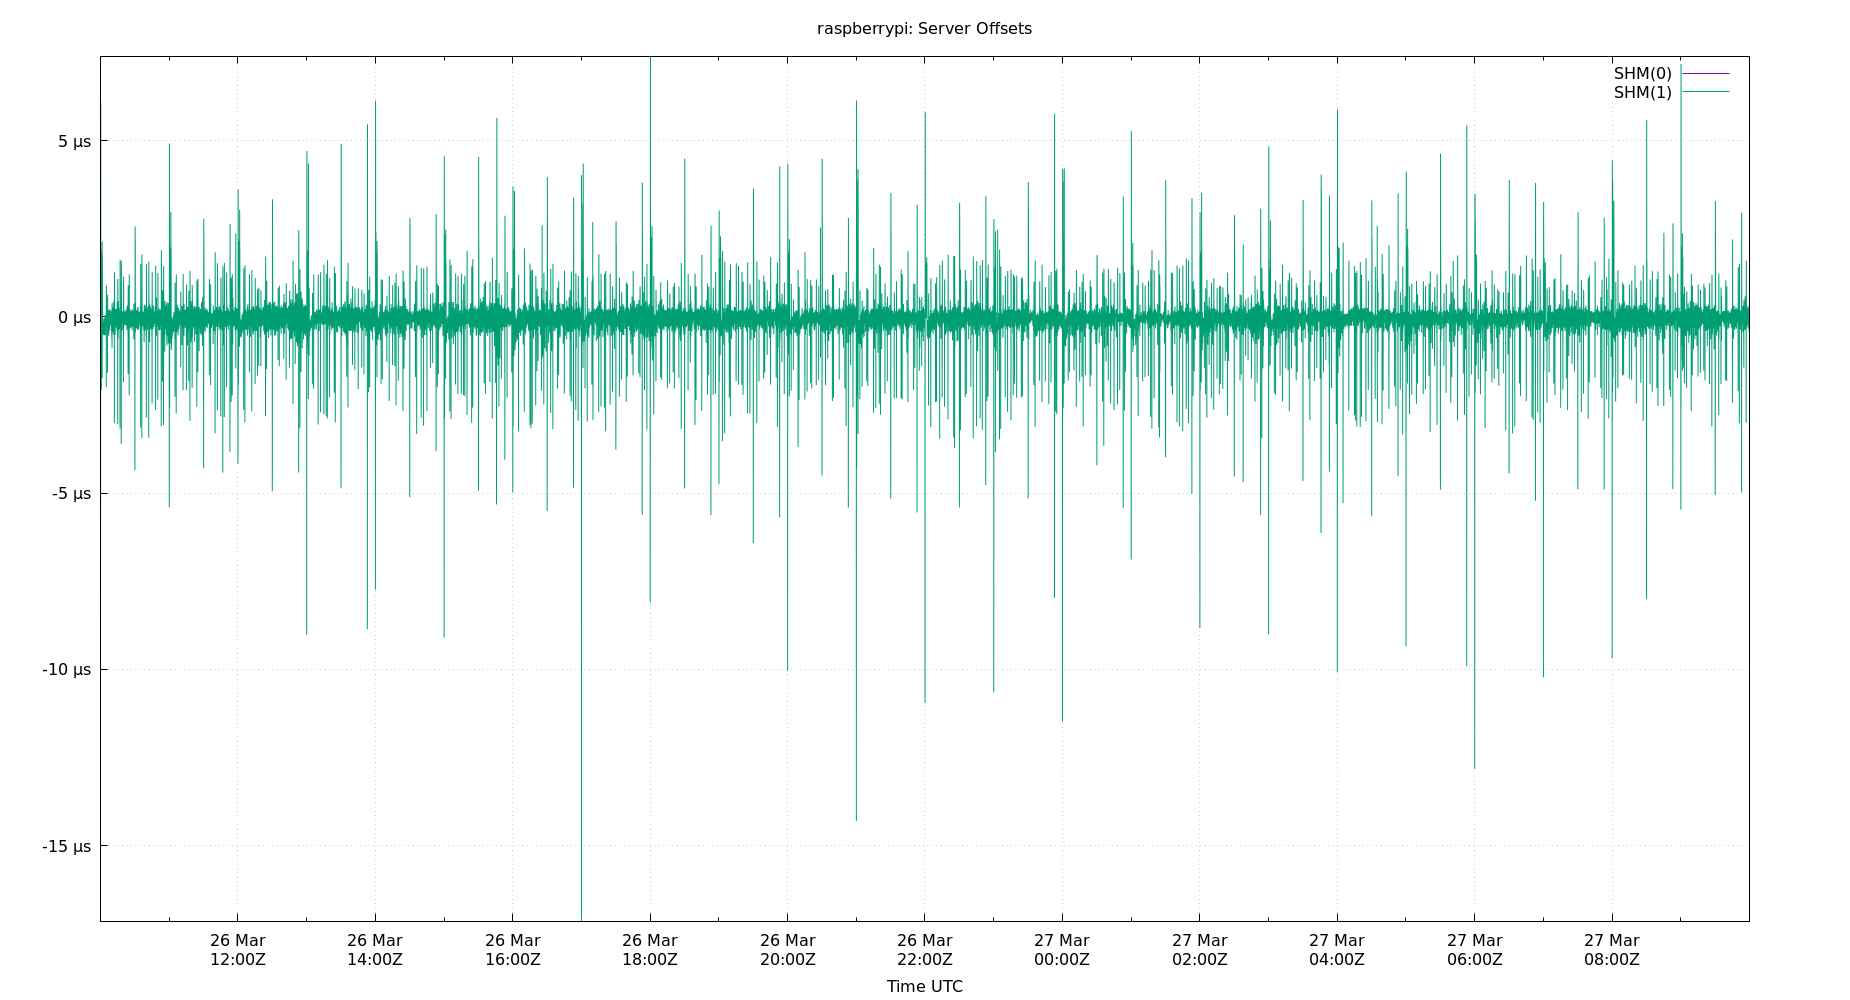 raspberrypi: Server Offsets
SHM(0)
SHM(1)
5 µs
0 µs
-5 µs
-10 µs
-15 µs
26 Mar 26 Mar 26 Mar 26 Mar 26 Mar 26 Mar 27 Mar 27 Mar 27 Mar 27 Mar 27 Mar
12:00Z 14:00Z 16:00Z 18:00Z 20:00Z 22:00Z 00:00Z 02:00Z 04:00Z 06:00Z 08:00Z
Time UTC